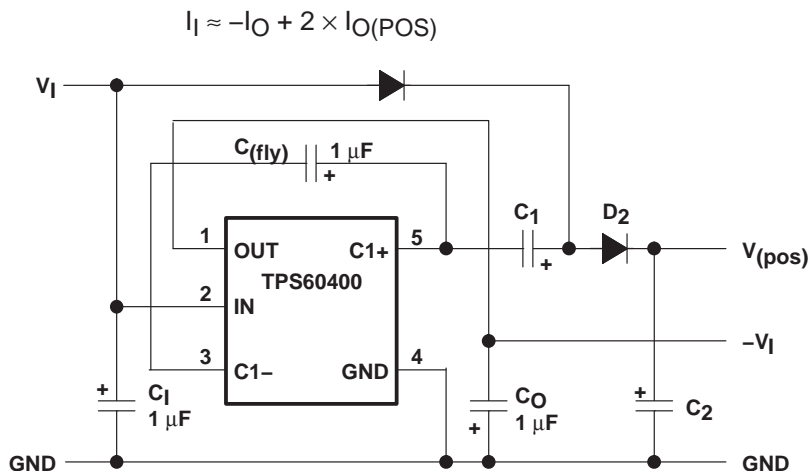 I_I ≈ –I_O + 2 × I_O(POS)
V_I
C_(fly) 1 μF
+
C_1 D_2
1 OUT C1+ 5
+
V_(pos)
TPS60400
2 IN
–V_I
3 C1– GND 4
+ C_I
1 μF
C_O
+ 1 μF
+ C_2
GND GND